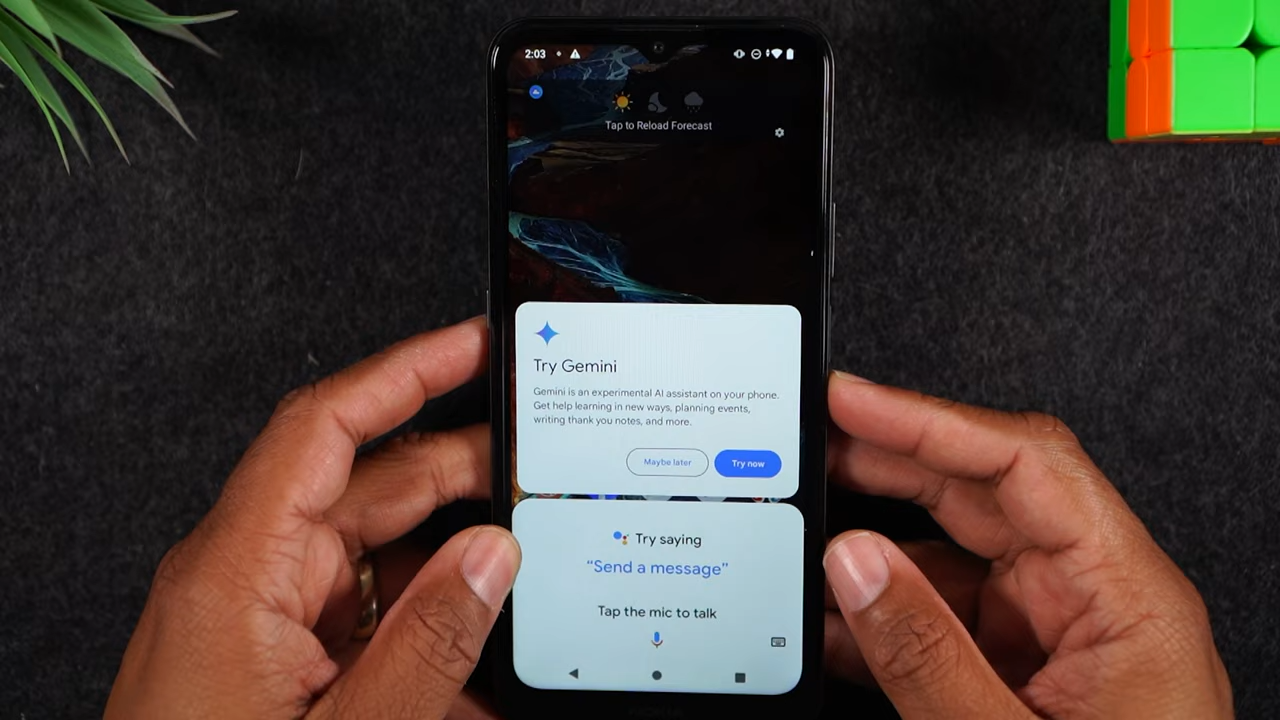 2:03
Tap to Reload Forecast
Try Gemini
Gemini is an experimental AI assistant on your phone.
Get help learning in new ways, planning events,
writing thank you notes, and more.
Maybe later
Try now
Try saying
“Send a message”
Tap the mic to talk